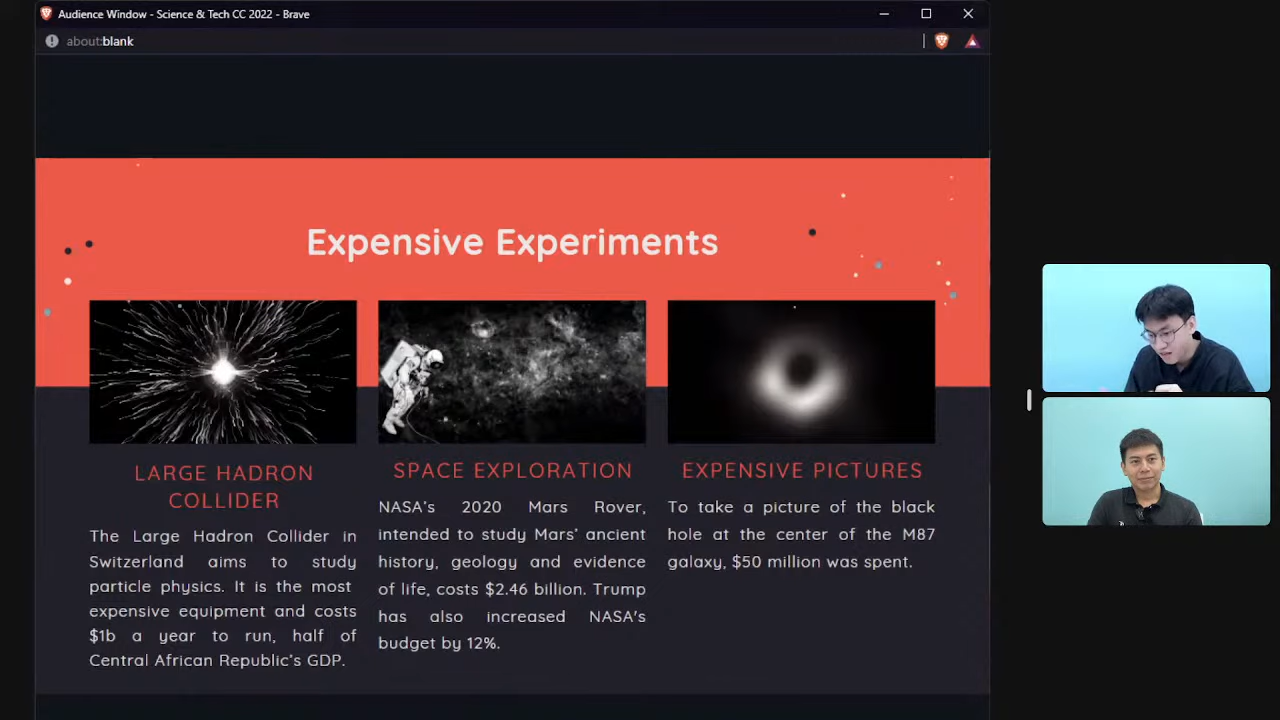 Audience Window - Science & Tech CC 2022 - Brave
about:blank
Expensive Experiments
LARGE HADRON
COLLIDER
The Large Hadron Collider in
Switzerland aims to study
particle physics. It is the most
expensive equipment and costs
$1b a year to run, half of
Central African Republic's GDP.
SPACE EXPLORATION
NASA's 2020 Mars Rover,
intended to study Mars' ancient
history, geology and evidence
of life, costs $2.46 billion. Trump
has also increased NASA's
budget by 12%.
EXPENSIVE PICTURES
To take a picture of the black
hole at the center of the M87
galaxy, $50 million was spent.